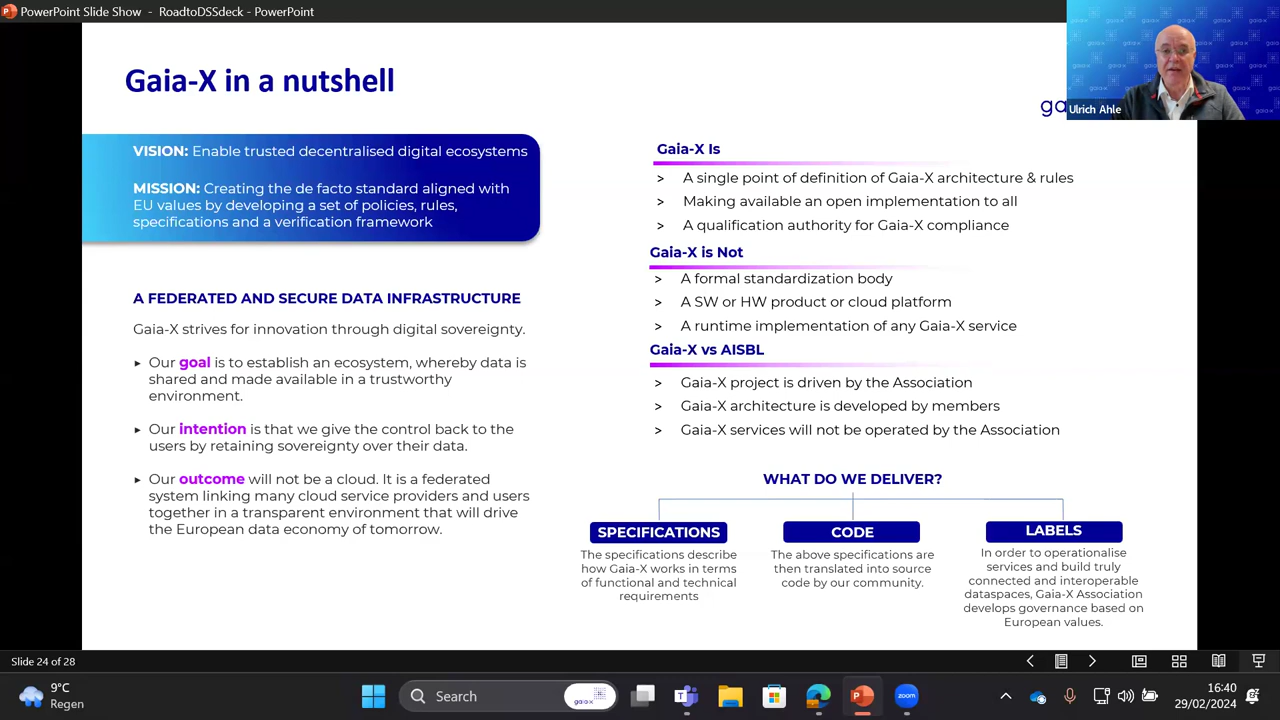 PowerPoint Slide Show - RoadtoDSSdeck - PowerPoint
Gaia-X in a nutshell
Ulrich Ahle
VISION: Enable trusted decentralised digital ecosystems
MISSION: Creating the de facto standard aligned with
EU values by developing a set of policies, rules,
specifications and a verification framework
A FEDERATED AND SECURE DATA INFRASTRUCTURE
Gaia-X strives for innovation through digital sovereignty.
► Our goal is to establish an ecosystem, whereby data is
shared and made available in a trustworthy
environment.
► Our intention is that we give the control back to the
users by retaining sovereignty over their data.
► Our outcome will not be a cloud. It is a federated
system linking many cloud service providers and users
together in a transparent environment that will drive
the European data economy of tomorrow.
Gaia-X Is
> A single point of definition of Gaia-X architecture & rules
> Making available an open implementation to all
> A qualification authority for Gaia-X compliance
Gaia-X is Not
> A formal standardization body
> A SW or HW product or cloud platform
> A runtime implementation of any Gaia-X service
Gaia-X vs AISBL
> Gaia-X project is driven by the Association
> Gaia-X architecture is developed by members
> Gaia-X services will not be operated by the Association
WHAT DO WE DELIVER?
SPECIFICATIONS
The specifications describe
how Gaia-X works in terms
of functional and technical
requirements
CODE
The above specifications are
then translated into source
code by our community.
LABELS
In order to operationalise
services and build truly
connected and interoperable
dataspaces, Gaia-X Association
develops governance based on
European values.
Slide 24 of 28
9°C
Regen
Search
gaia-x
zoom
16:40
29/02/2024